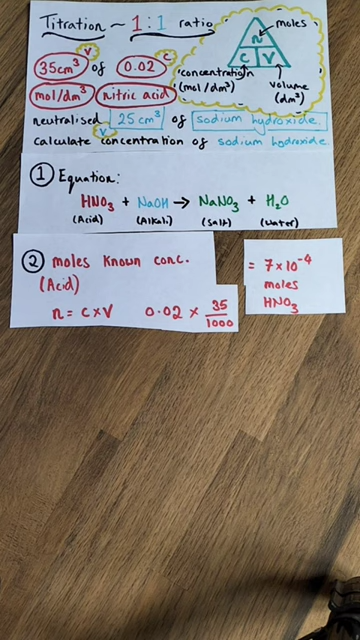 Titration ~ 1:1 ratio
moles
n
C V
concentration
(mol/dm³)
volume
(dm³)
V C
35cm³ of 0.02
mol/dm³ nitric acid
neutralised 25cm³ of sodium hydroxide.
V
Calculate concentration of sodium hydroxide
① Equation:
HNO₃ + NaOH → NaNO₃ + H₂O
(Acid) (Alkali) (Salt) (Water)
② moles known conc.
(Acid)
n = C x V 0.02 x 35/1000
= 7x10⁻⁴
moles
HNO₃